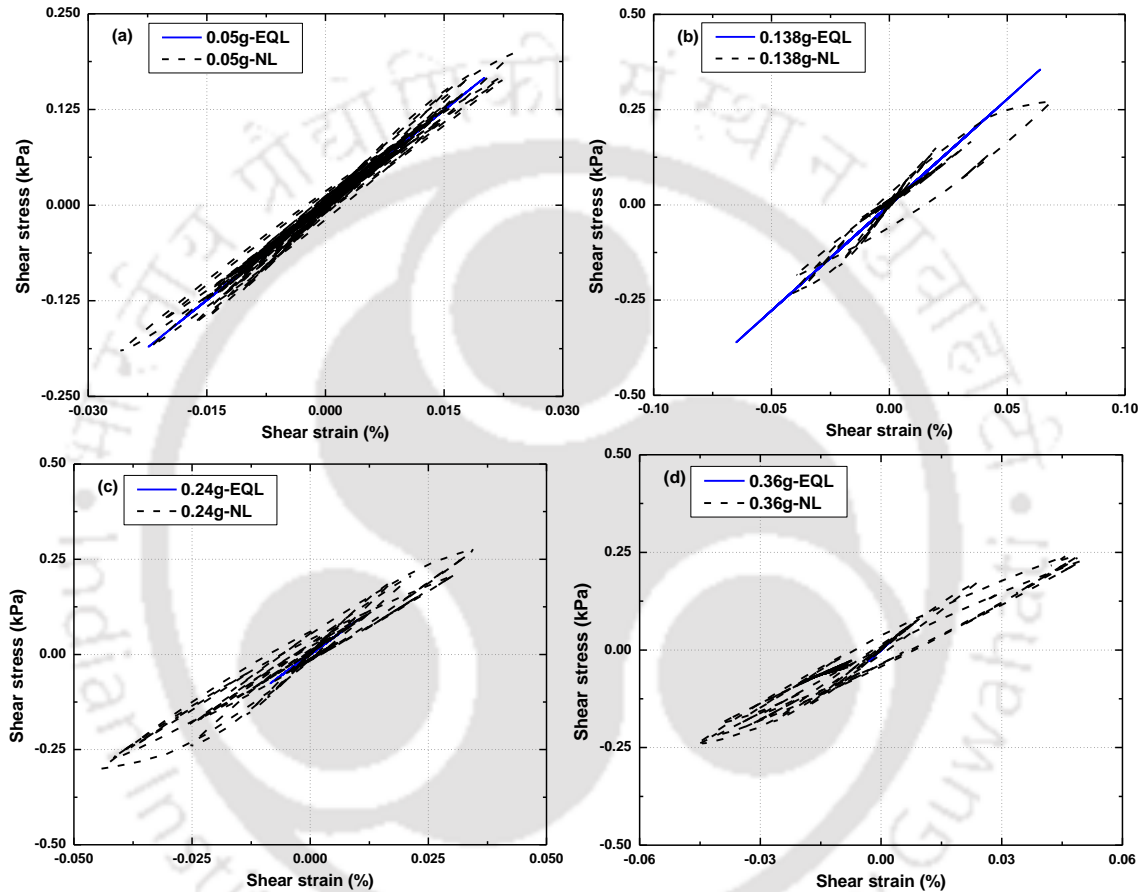 (a)
0.05g-EQL
0.05g-NL
0.250
0.125
0.000
-0.125
-0.250
Shear stress (kPa)
-0.030
-0.015
0.000
0.015
0.030
Shear strain (%)
(b)
0.138g-EQL
0.138g-NL
0.50
0.25
0.00
-0.25
-0.50
Shear stress (kPa)
-0.10
-0.05
0.00
0.05
0.10
Shear strain (%)
(c)
0.24g-EQL
0.24g-NL
0.50
0.25
0.00
-0.25
-0.50
Shear stress (kPa)
-0.050
-0.025
0.000
0.025
0.050
Shear strain (%)
(d)
0.36g-EQL
0.36g-NL
0.50
0.25
0.00
-0.25
-0.50
Shear stress (kPa)
-0.06
-0.03
0.00
0.03
0.06
Shear strain (%)
Indian Inst
Guwahati